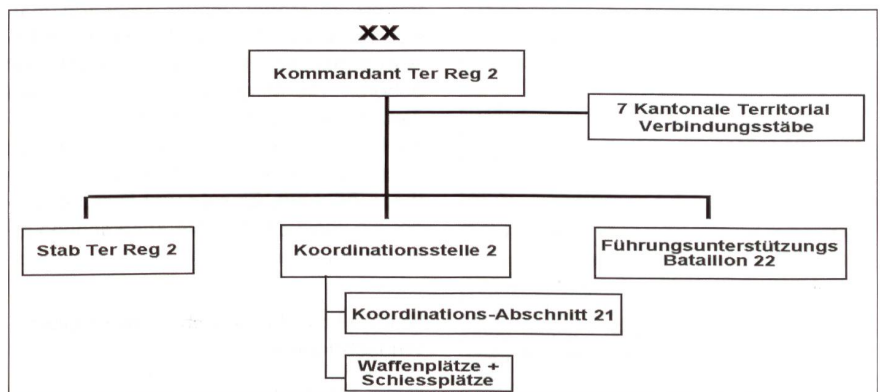 XX
Kommandant Ter Reg 2
7 Kantonale Territorial
Verbindungsstäbe
Stab Ter Reg 2
Koordinationsstelle 2
Führungsunterstützungs
Bataillon 22
Koordinations-Abschnitt 21
Waffenplätze +
Schiessplätze